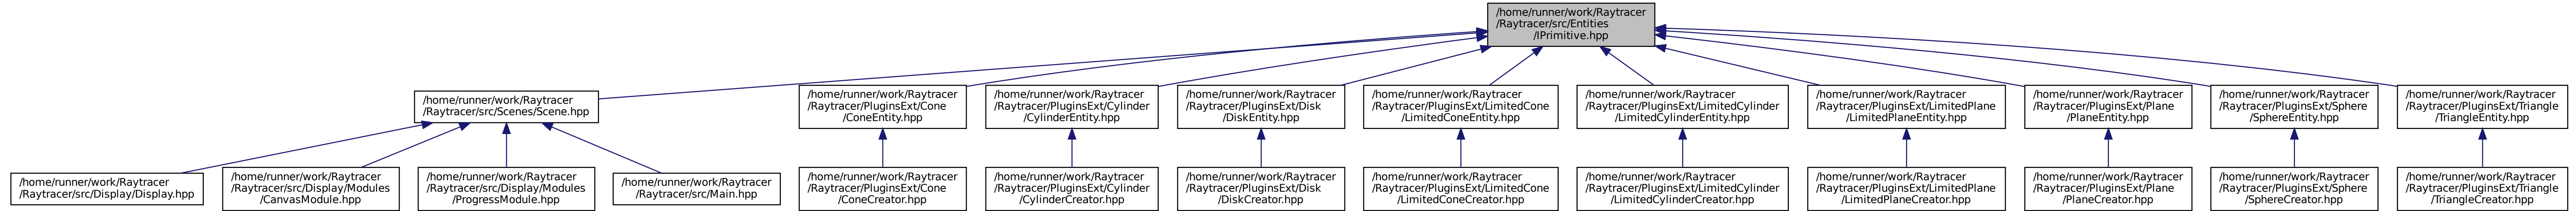 /home/runner/work/Raytracer
/Raytracer/src/Entities
/IPrimitive.hpp
/home/runner/work/Raytracer
/Raytracer/src/Scenes/Scene.hpp
/home/runner/work/Raytracer
/Raytracer/PluginsExt/Cone
/ConeEntity.hpp
/home/runner/work/Raytracer
/Raytracer/PluginsExt/Cylinder
/CylinderEntity.hpp
/home/runner/work/Raytracer
/Raytracer/PluginsExt/Disk
/DiskEntity.hpp
/home/runner/work/Raytracer
/Raytracer/PluginsExt/LimitedCone
/LimitedConeEntity.hpp
/home/runner/work/Raytracer
/Raytracer/PluginsExt/LimitedCylinder
/LimitedCylinderEntity.hpp
/home/runner/work/Raytracer
/Raytracer/PluginsExt/LimitedPlane
/LimitedPlaneEntity.hpp
/home/runner/work/Raytracer
/Raytracer/PluginsExt/Plane
/PlaneEntity.hpp
/home/runner/work/Raytracer
/Raytracer/PluginsExt/Sphere
/SphereEntity.hpp
/home/runner/work/Raytracer
/Raytracer/PluginsExt/Triangle
/TriangleEntity.hpp
/home/runner/work/Raytracer
/Raytracer/src/Display/Display.hpp
/home/runner/work/Raytracer
/Raytracer/src/Display/Modules
/CanvasModule.hpp
/home/runner/work/Raytracer
/Raytracer/src/Display/Modules
/ProgressModule.hpp
/home/runner/work/Raytracer
/Raytracer/src/Main.hpp
/home/runner/work/Raytracer
/Raytracer/PluginsExt/Cone
/ConeCreator.hpp
/home/runner/work/Raytracer
/Raytracer/PluginsExt/Cylinder
/CylinderCreator.hpp
/home/runner/work/Raytracer
/Raytracer/PluginsExt/Disk
/DiskCreator.hpp
/home/runner/work/Raytracer
/Raytracer/PluginsExt/LimitedCone
/LimitedConeCreator.hpp
/home/runner/work/Raytracer
/Raytracer/PluginsExt/LimitedCylinder
/LimitedCylinderCreator.hpp
/home/runner/work/Raytracer
/Raytracer/PluginsExt/LimitedPlane
/LimitedPlaneCreator.hpp
/home/runner/work/Raytracer
/Raytracer/PluginsExt/Plane
/PlaneCreator.hpp
/home/runner/work/Raytracer
/Raytracer/PluginsExt/Sphere
/SphereCreator.hpp
/home/runner/work/Raytracer
/Raytracer/PluginsExt/Triangle
/TriangleCreator.hpp